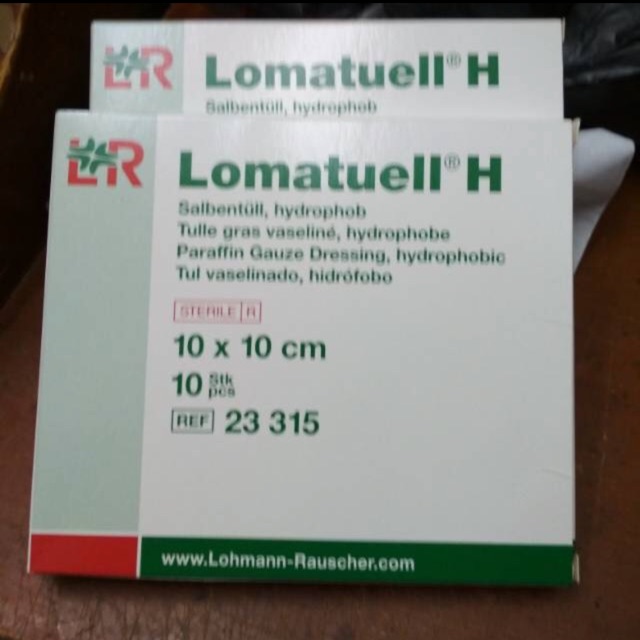 L+R Lomatuell® H
Salbentüll, hydrophob
L+R Lomatuell® H
Salbentüll, hydrophob
Tulle gras vaseliné, hydrophobe
Paraffin Gauze Dressing, hydrophobic
Tul vaselinado, hidrófobo
STERILE R
10 x 10 cm
10 Stk
pcs
REF 23 315
www.Lohmann-Rauscher.com